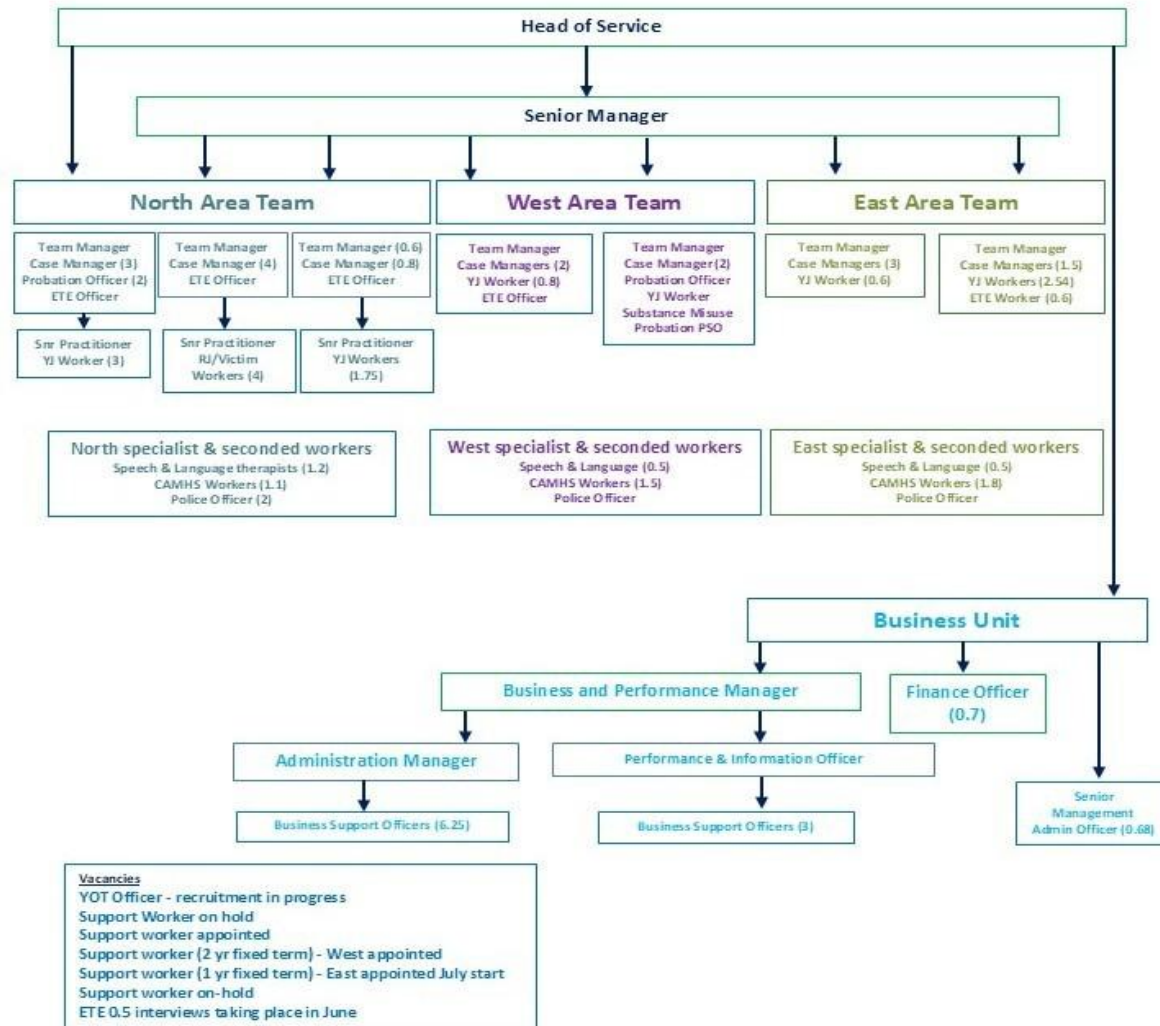 Head of Service
Senior Manager
North Area Team
Team Manager
Case Manager (3)
Probation Officer (2)
ETE Officer
Snr Practitioner
YJ Worker (3)
Team Manager
Case Manager (4)
ETE Officer
Snr Practitioner
RJ/Victim
Workers (4)
Team Manager (0.6)
Case Manager (0.8)
ETE Officer
Snr Practitioner
YJ Workers
(1.75)
West Area Team
Team Manager
Case Managers (2)
YJ Worker (0.8)
ETE Officer
Team Manager
Case Manager (2)
Probation Officer
YJ Worker
Substance Misuse
Probation PSO
East Area Team
Team Manager
Case Managers (3)
YJ Worker (0.6)
Team Manager
Case Managers (1.5)
YJ Workers (2.54)
ETE Worker (0.6)
North specialist & seconded workers
Speech & Language therapists (1.2)
CAMHS Workers (1.1)
Police Officer (2)
West specialist & seconded workers
Speech & Language (0.5)
CAMHS Workers (1.5)
Police Officer
East specialist & seconded workers
Speech & Language (0.5)
CAMHS Workers (1.8)
Police Officer
Business Unit
Business and Performance Manager
Finance Officer
(0.7)
Administration Manager
Performance & Information Officer
Senior
Management
Admin Officer (0.68)
Business Support Officers (6.25)
Business Support Officers (3)
Vacancies
YOT Officer - recruitment in progress
Support Worker on hold
Support worker appointed
Support worker (2 yr fixed term) - West appointed
Support worker (1 yr fixed term) - East appointed July start
Support worker on-hold
ETE 0.5 interviews taking place in June